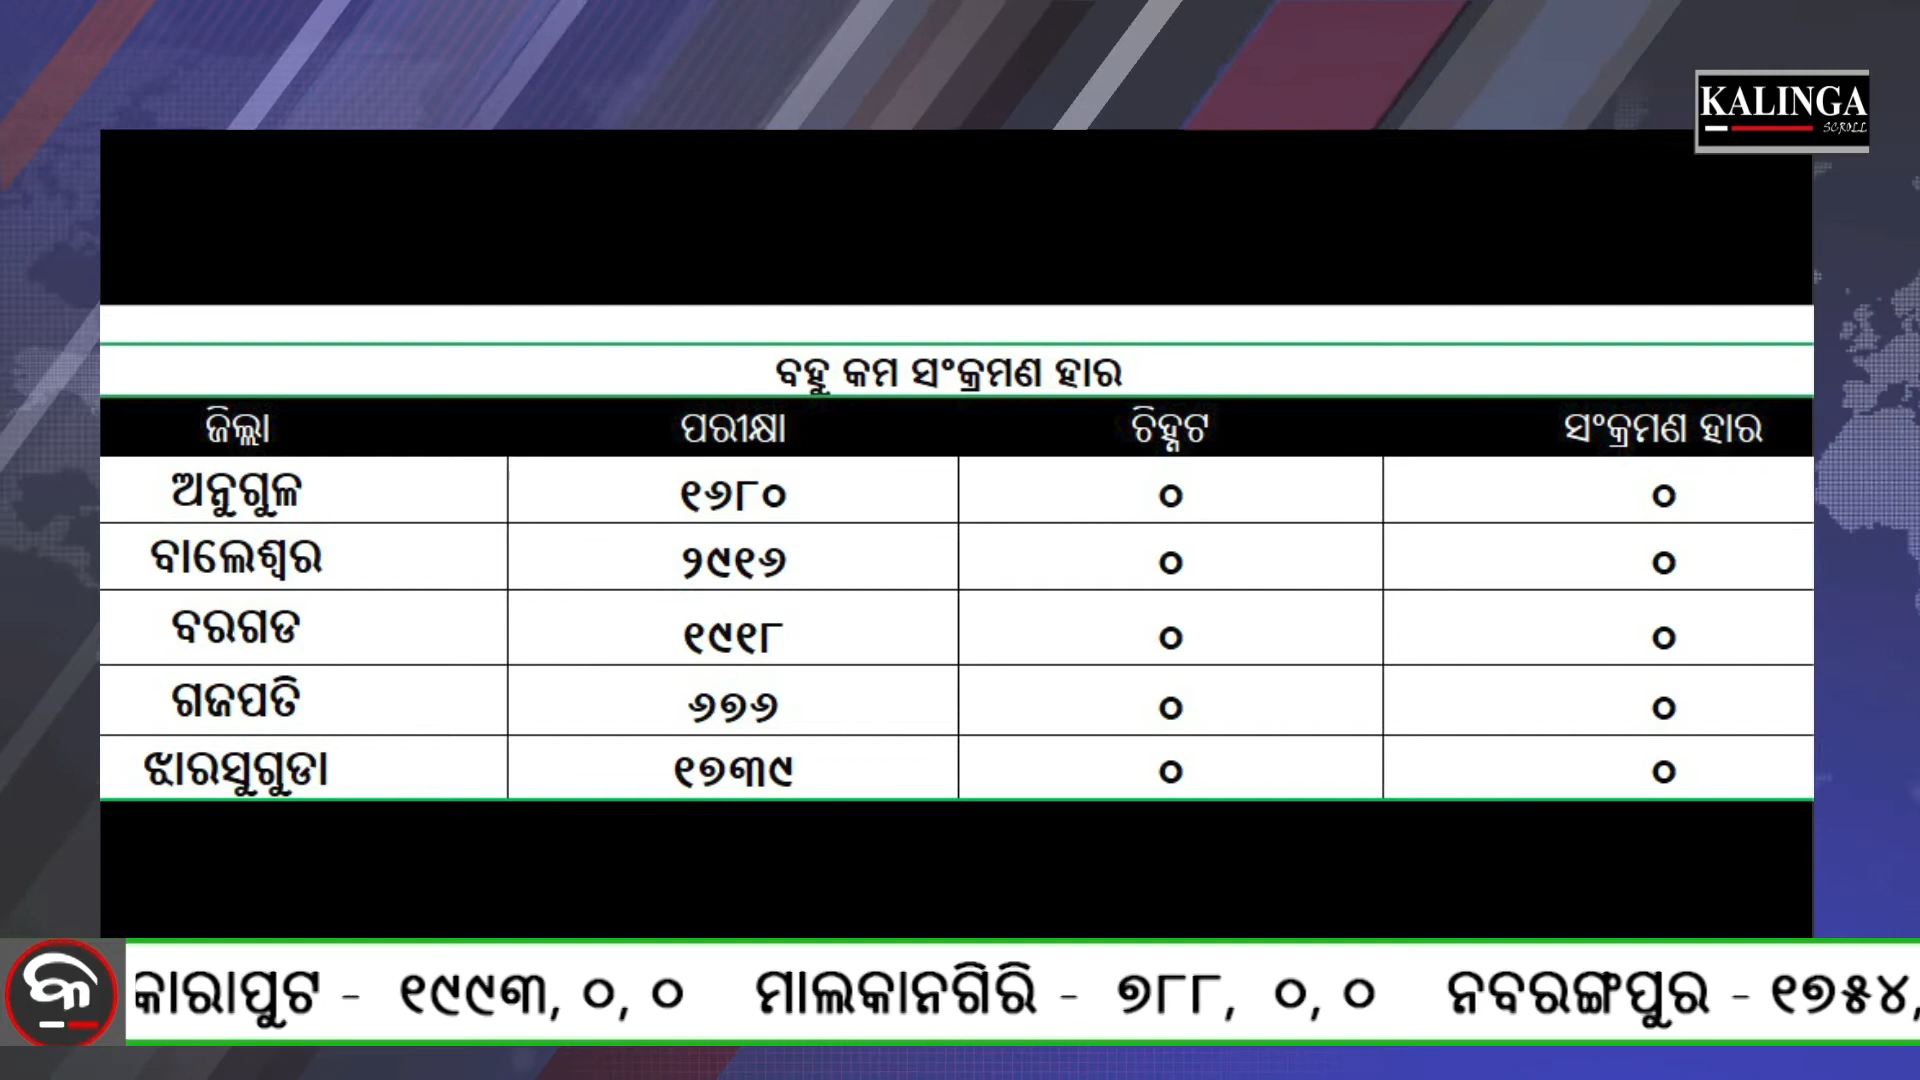 KALINGA
SCROLL
ବହୁ କମ ସଂକ୍ରମଣ ହାର
ଜିଲ୍ଲା ପରୀକ୍ଷା ଚିହ୍ନଟ ସଂକ୍ରମଣ ହାର
ଅନୁଗୁଳ ୧୬୮୦ ୦ ୦
ବାଲେଶ୍ୱର ୨୯୧୬ ୦ ୦
ବରଗଡ ୧୯୧୮ ୦ ୦
ଗଜପତି ୬୭୬ ୦ ୦
ଝାରସୁଗୁଡା ୧୭୩୯ ୦ ୦
କ
କାରାପୁଟ - ୧୯୯୩, ୦, ୦ ମାଲକାନଗିରି - ୭୮୮, ୦, ୦ ନବରଙ୍ଗପୁର - ୧୭୫୪,